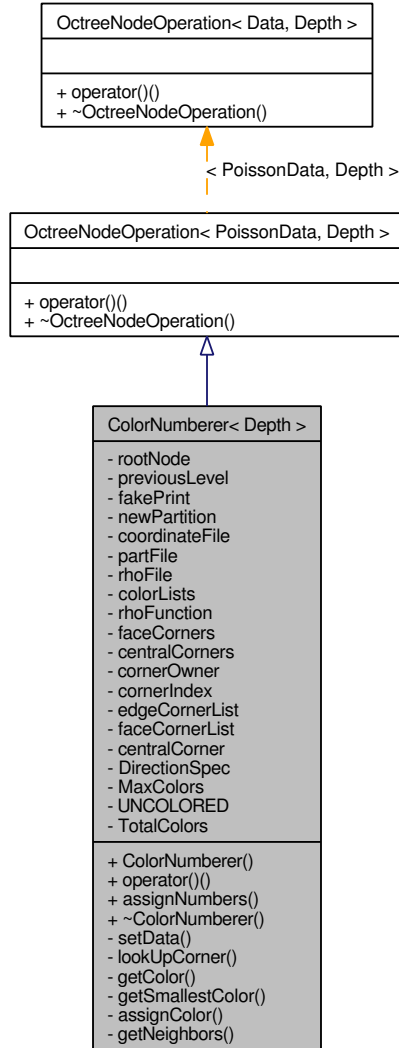 OctreeNodeOperation< Data, Depth >
+ operator()()
+ ~OctreeNodeOperation()
< PoissonData, Depth >
OctreeNodeOperation< PoissonData, Depth >
+ operator()()
+ ~OctreeNodeOperation()
ColorNumberer< Depth >
- rootNode
- previousLevel
- fakePrint
- newPartition
- coordinateFile
- partFile
- rhoFile
- colorLists
- rhoFunction
- faceCorners
- centralCorners
- cornerOwner
- cornerIndex
- edgeCornerList
- faceCornerList
- centralCorner
- DirectionSpec
- MaxColors
- UNCOLORED
- TotalColors
+ ColorNumberer()
+ operator()()
+ assignNumbers()
+ ~ColorNumberer()
- setData()
- lookUpCorner()
- getColor()
- getSmallestColor()
- assignColor()
- getNeighbors()